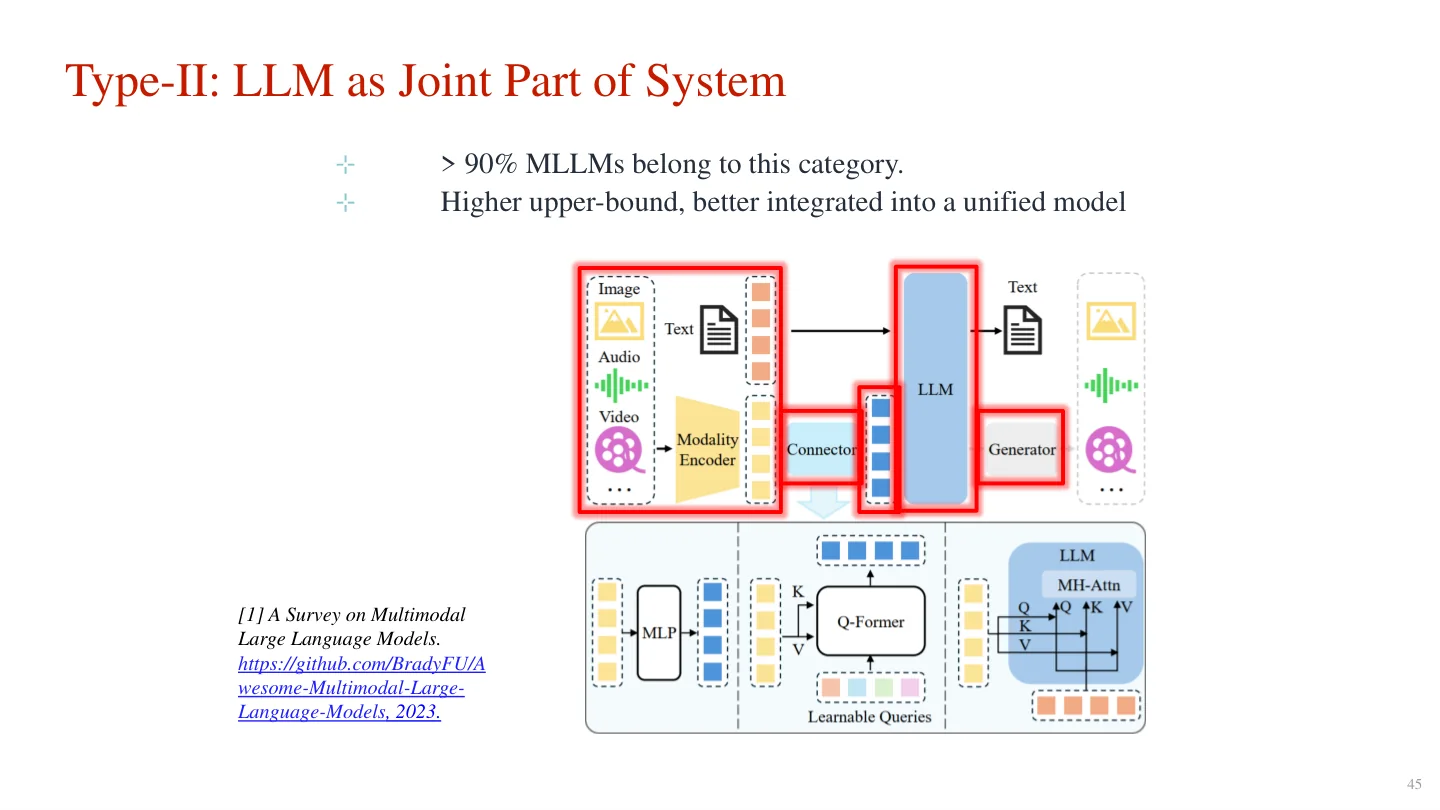 Type-II: LLM as Joint Part of System
> 90% MLLMs belong to this category.
Higher upper-bound, better integrated into a unified model
Image
Text
Audio
Video
...
Modality
Encoder
Connector
LLM
Text
Generator
...
MLP
K
V
Q-Former
Learnable Queries
LLM
MH-Attn
Q
K
V
Q
K
V
[1] A Survey on Multimodal
Large Language Models.
https://github.com/BradyFU/A
wesome-Multimodal-Large-
Language-Models, 2023.
45